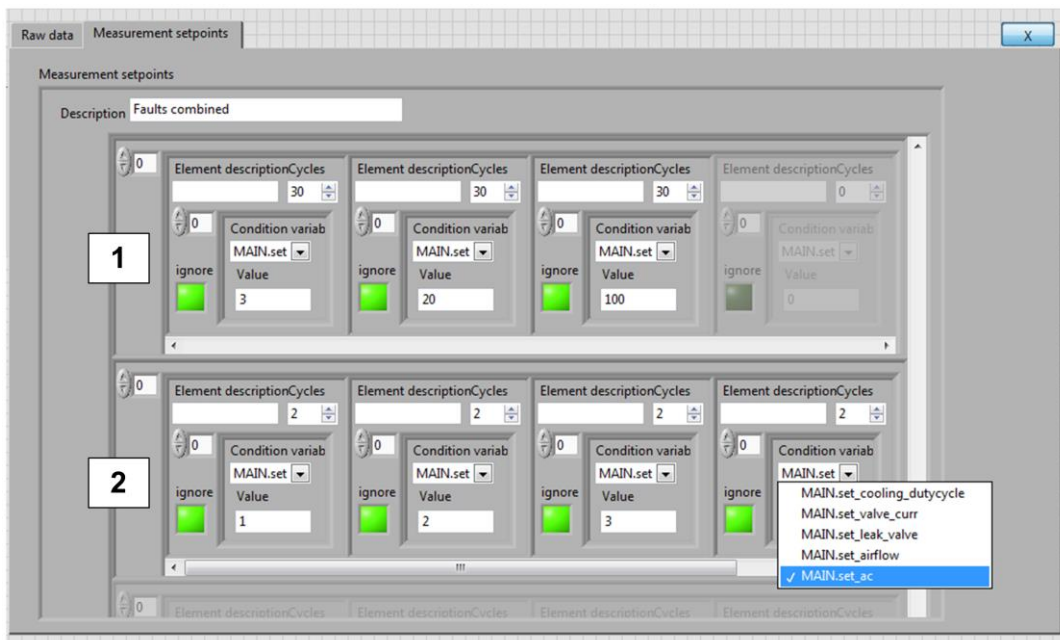 Raw data Measurement setpoints X
Measurement setpoints
Description Faults combined
0
Element descriptionCycles Element descriptionCycles Element descriptionCycles Element descriptionCycles
30 30 30 0
0 Condition variab 0 Condition variab 0 Condition variab 0 Condition variab
1 MAIN.set MAIN.set MAIN.set MAIN.set
ignore Value ignore Value ignore Value ignore Value
3 20 100 0
0
Element descriptionCycles Element descriptionCycles Element descriptionCycles Element descriptionCycles
2 2 2 2
0 Condition variab 0 Condition variab 0 Condition variab 0 Condition variab
2 MAIN.set MAIN.set MAIN.set MAIN.set
ignore Value ignore Value ignore Value ignore
1 2 3
MAIN.set_cooling_dutycycle
MAIN.set_valve_curr
MAIN.set_leak_valve
MAIN.set_airflow
✓ MAIN.set_ac
0 Element descriptionCycles Element descriptionCycles Element descriptionCycles Element descriptionCycles